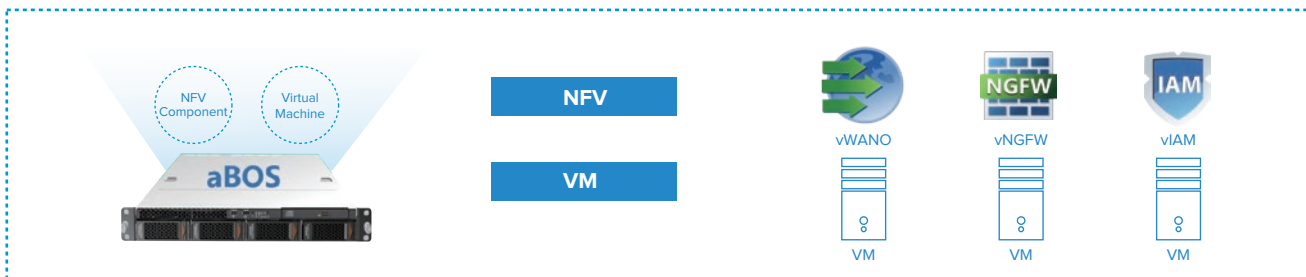 NFV
Component
Virtual
Machine
aBOS
NFV
VM
NGFW
IAM
vWANO
vNGFW
vIAM
VM
VM
VM